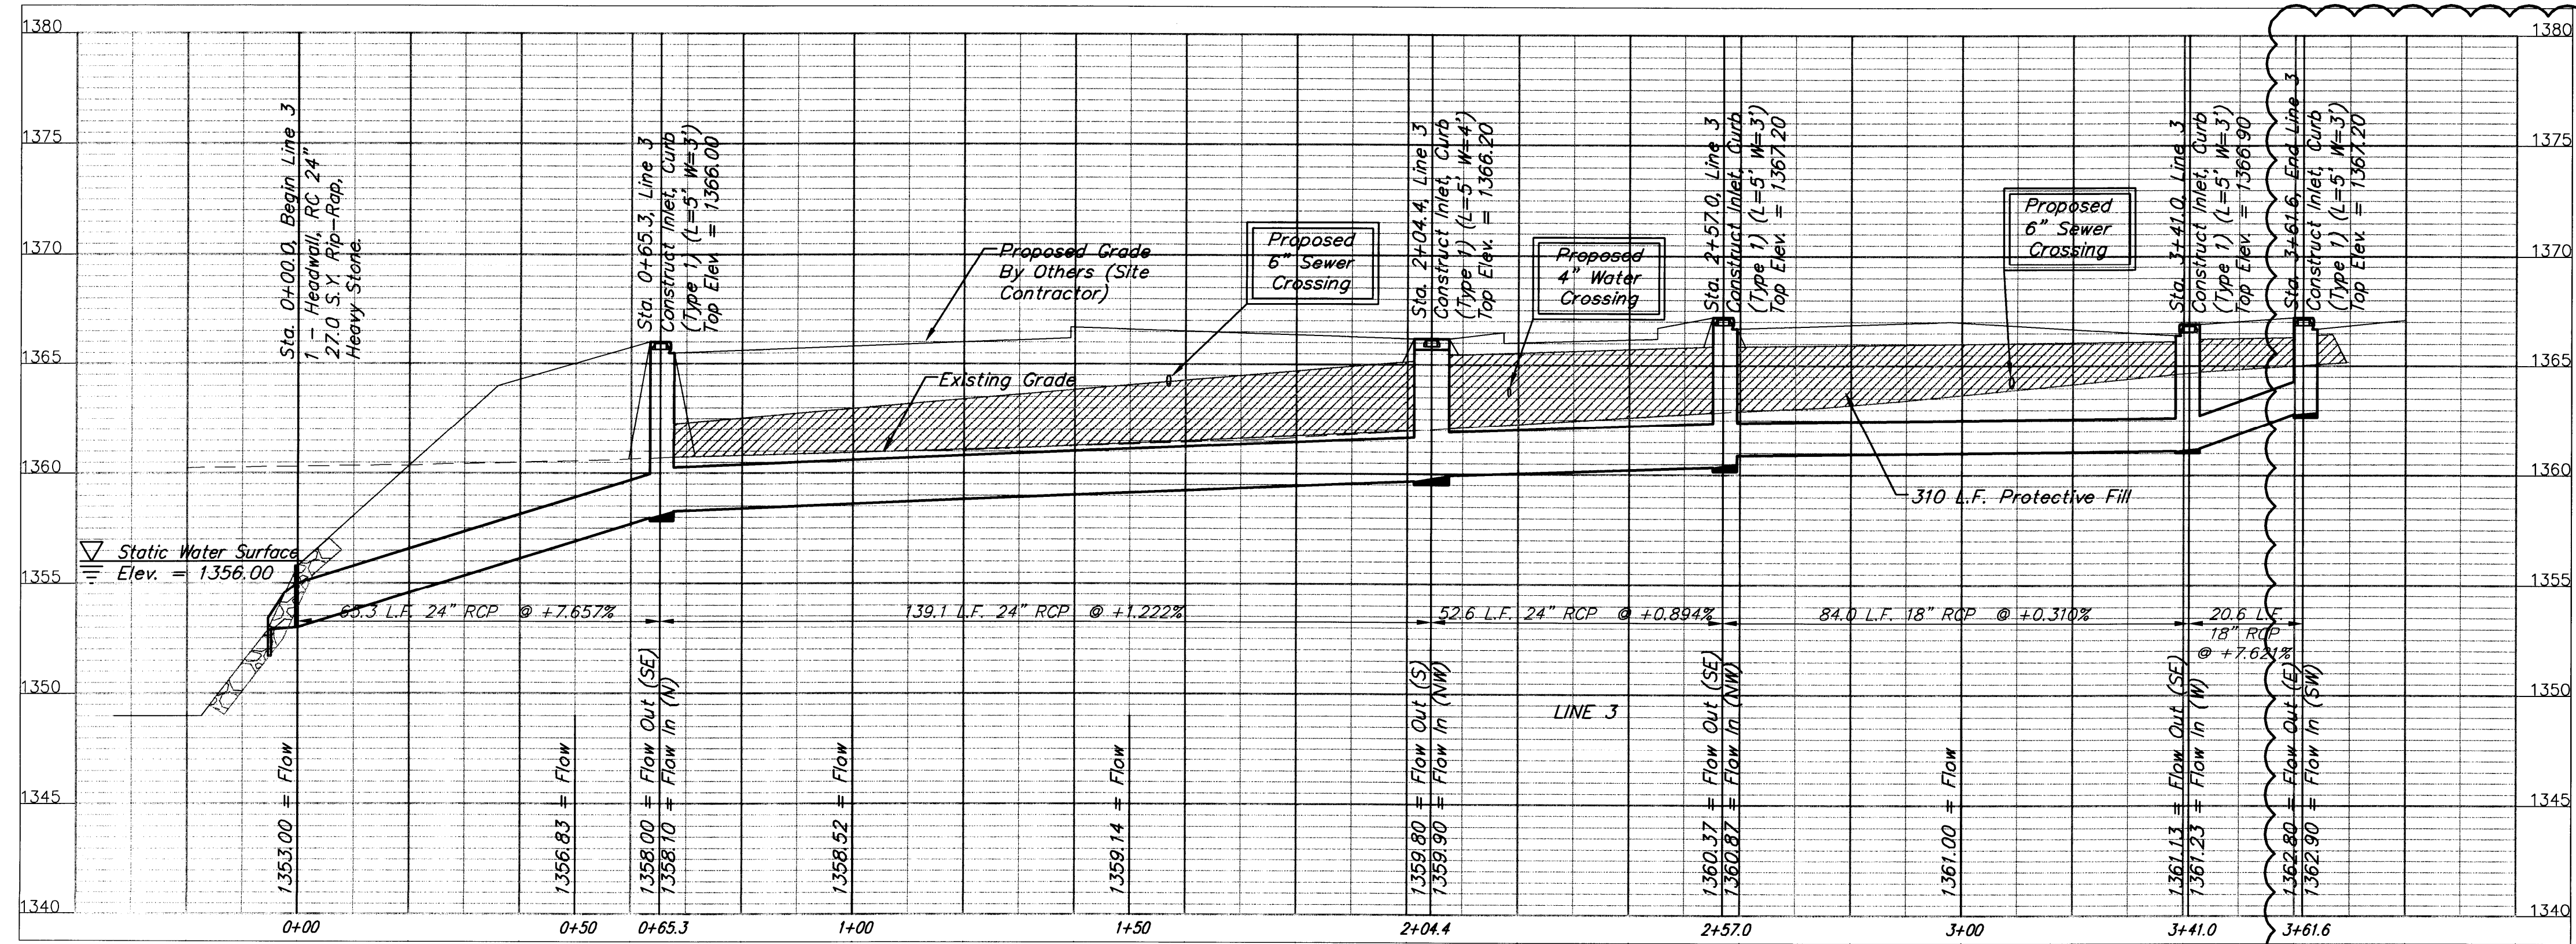 1380
1375
1370
1365
1360
1355
1350
1345
1340
1380
1375
1370
1365
1360
1355
1350
1345
1340
Sta. 0+00.0, Begin Line 3
1 - Headwall, RC 24"
27.0 S.Y. Rip-Rap,
Heavy Stone.
Sta. 0+65.3, Line 3
Construct Inlet, Curb
(Type 1) (L=5' W=3')
Top Elev. = 1366.00
Proposed Grade
By Others (Site
Contractor)
Existing Grade
Proposed
6" Sewer
Crossing
Sta. 2+04.4, Line 3
Construct Inlet, Curb
(Type 1) (L=5' W=4')
Top Elev. = 1366.20
Proposed
4" Water
Crossing
Sta. 2+57.0, Line 3
Construct Inlet, Curb
(Type 1) (L=5' W=3')
Top Elev. = 1367.20
Proposed
6" Sewer
Crossing
Sta. 3+41.0, Line 3
Construct Inlet, Curb
(Type 1) (L=5' W=3')
Top Elev. = 1366.90
Sta. 3+61.6, End Line 3
Construct Inlet, Curb
(Type 1) (L=5' W=3')
Top Elev. = 1367.20
310 L.F. Protective Fill
Static Water Surface
Elev. = 1356.00
65.3 L.F. 24" RCP @ +7.657%
139.1 L.F. 24" RCP @ +1.222%
52.6 L.F. 24" RCP @ +0.894%
84.0 L.F. 18" RCP @ +0.310%
20.6 L.F.
18" RCP
@ +7.621%
LINE 3
1353.00 = Flow
1356.83 = Flow
1358.00 = Flow Out (SE)
1358.10 = Flow In (N)
1358.52 = Flow
1359.14 = Flow
1359.80 = Flow Out (S)
1359.90 = Flow In (NW)
1360.37 = Flow Out (SE)
1360.87 = Flow In (NW)
1361.00 = Flow
1361.13 = Flow Out (SE)
1361.23 = Flow In (W)
1362.80 = Flow Out (E)
1362.90 = Flow In (SW)
0+00
0+50
0+65.3
1+00
1+50
2+04.4
2+57.0
3+00
3+41.0
3+61.6